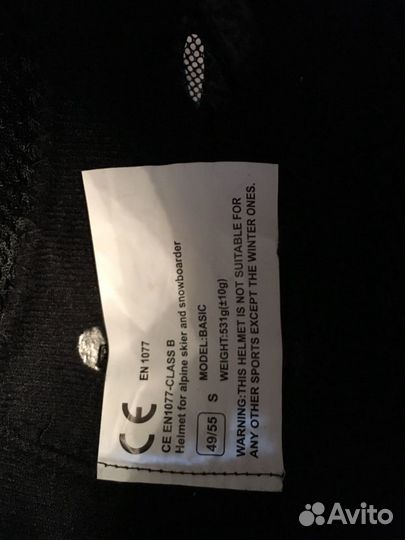 CE EN 1077
CE EN1077-CLASS B
Helmet for alpine skier and snowboarder
MODEL:BASIC
49/55 S WEIGHT:531g(±10g)
WARNING:THIS HELMET IS NOT SUITABLE FOR
ANY OTHER SPORTS EXCEPT THE WINTER ONES.
Avito